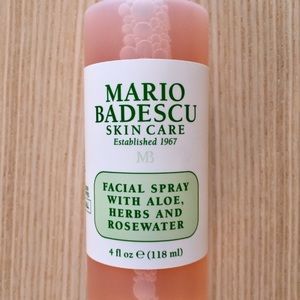 MARIO
BADESCU
SKIN CARE
Established 1967
MB
FACIAL SPRAY
WITH ALOE,
HERBS AND
ROSEWATER
4 fl oz ℮ (118 ml)